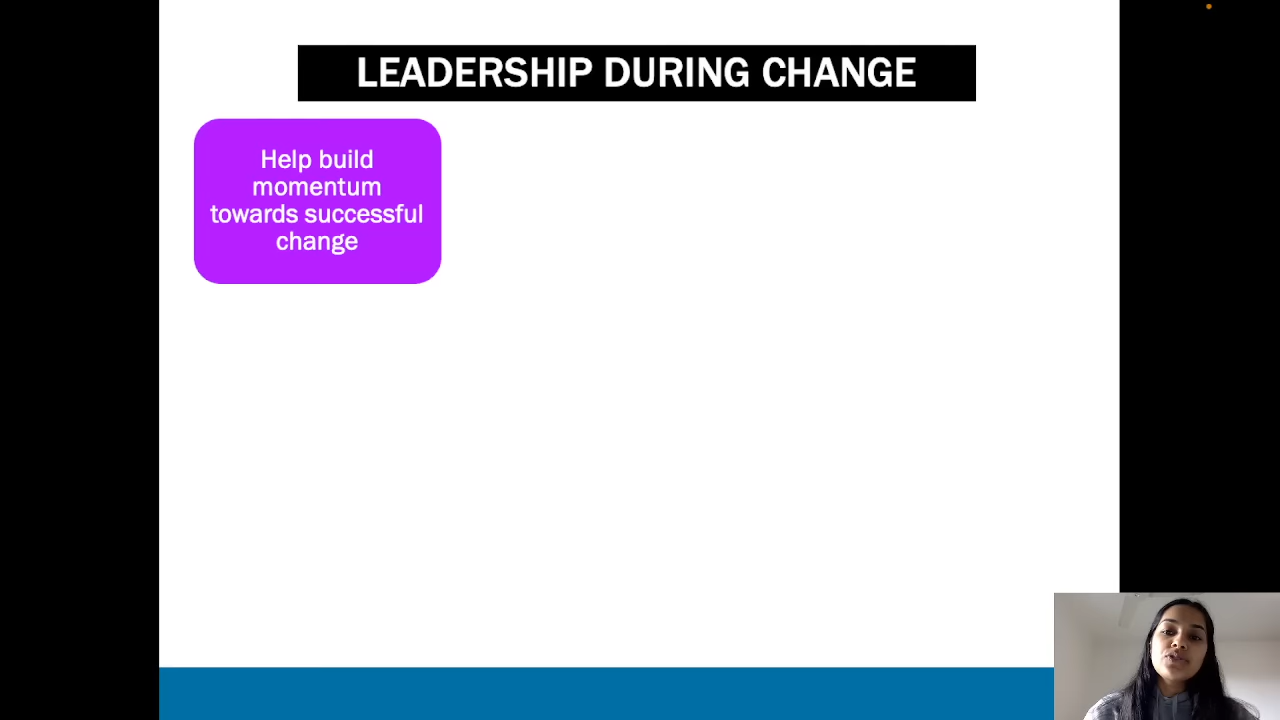 LEADERSHIP DURING CHANGE
Help build
momentum
towards successful
change